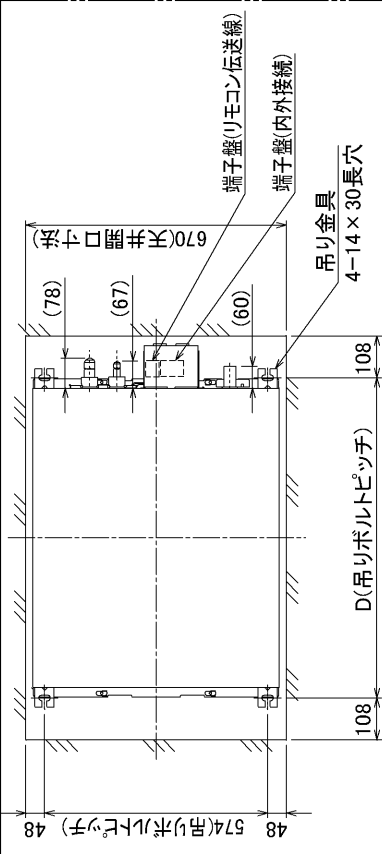 端子盤(リモコン伝送線)
端子盤(内外接続)
吊り金具
4-14×30長穴
670(天井開口寸法)
(78)
(67)
(60)
108
D(吊りボルトピッチ)
108
48
574(吊りボルトピッチ)
48